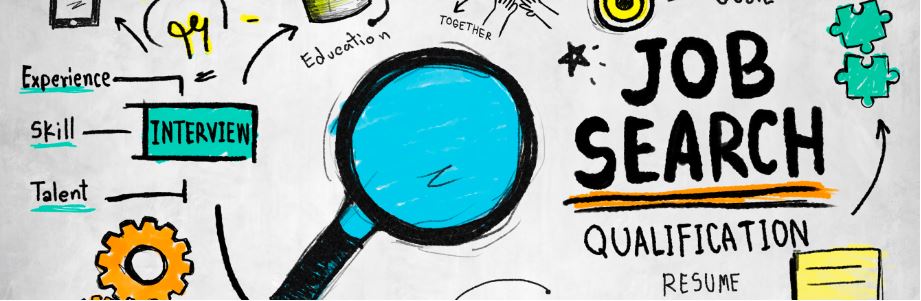 Experience
Skill
Talent
INTERVIEW
Education
TOGETHER
JOB
SEARCH
QUALIFICATION
RESUME